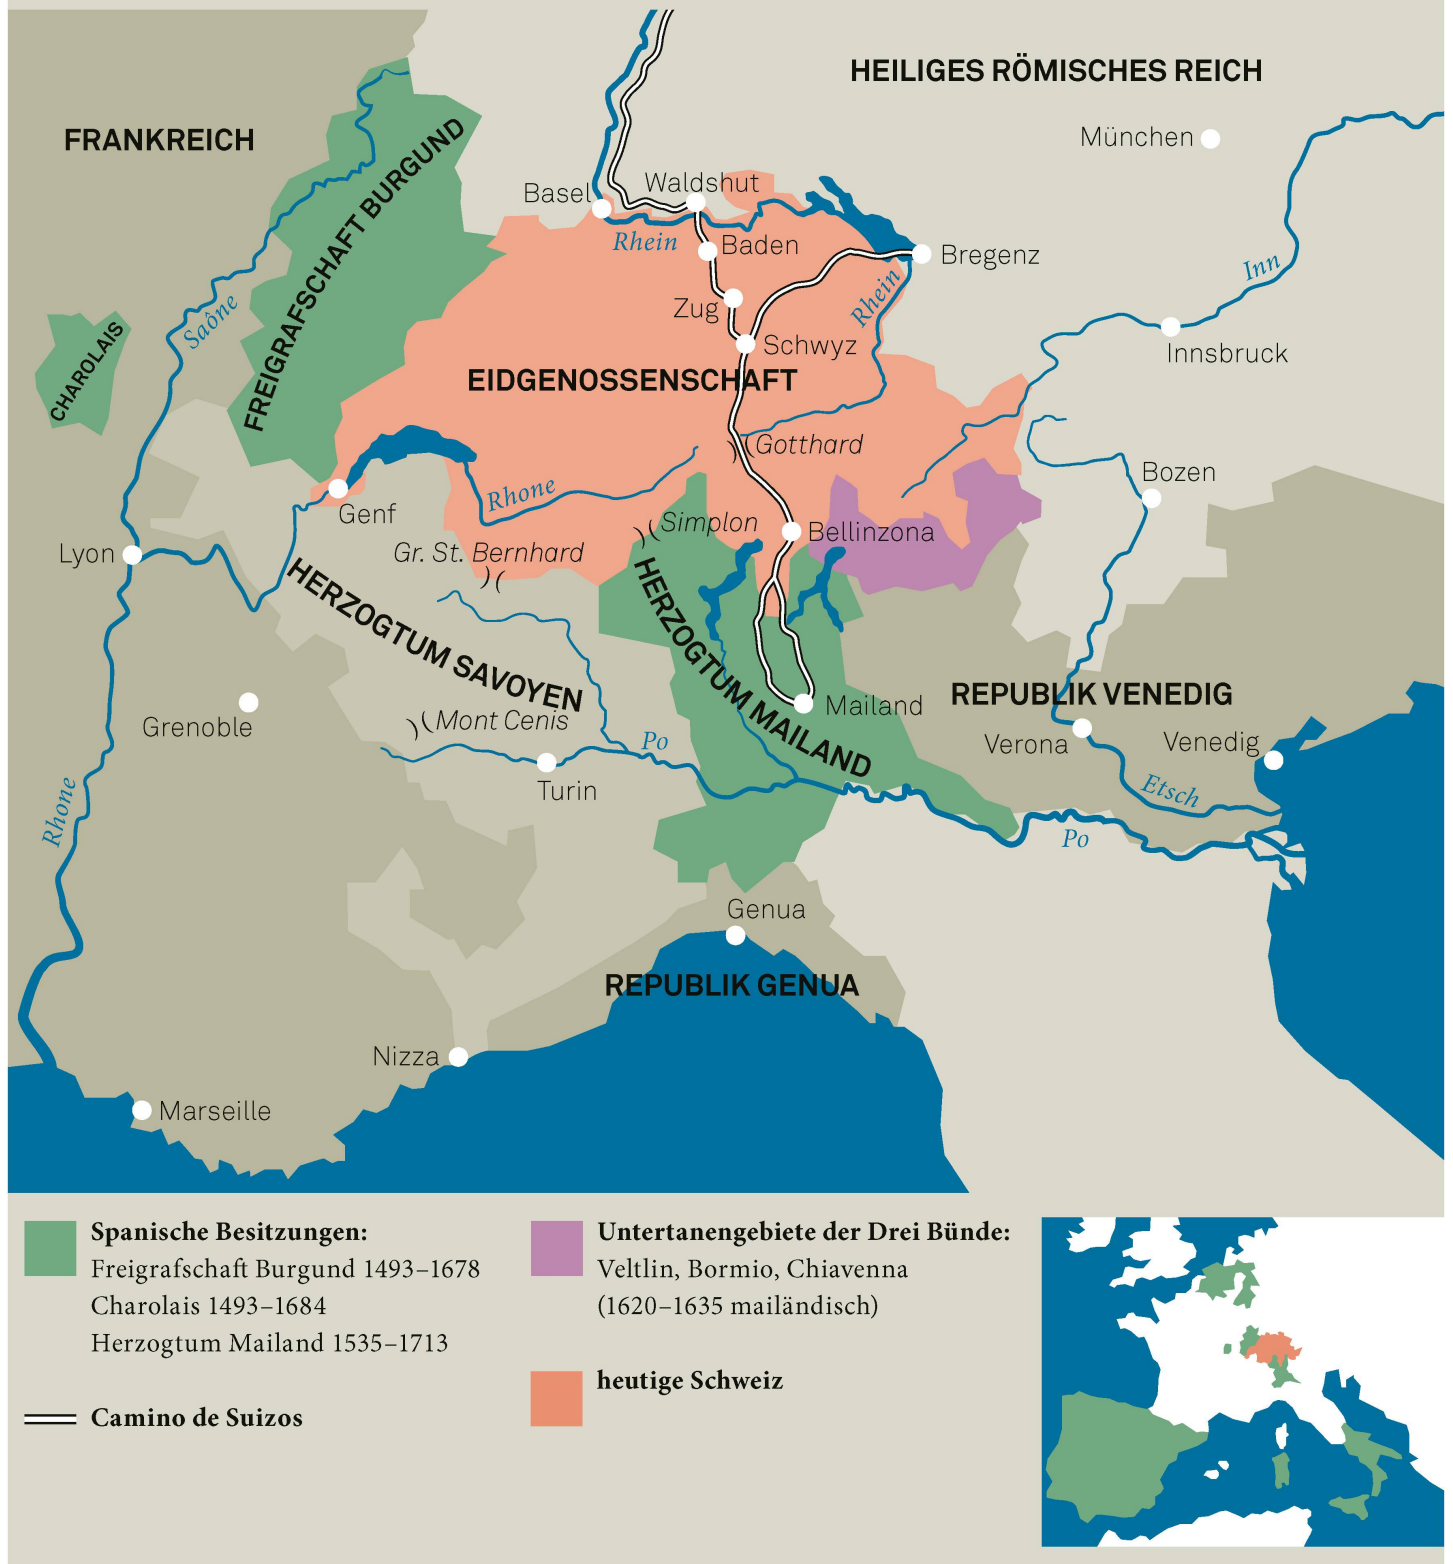 HEILIGES RÖMISCHES REICH
FRANKREICH
München
FREIGRAFSCHAFT BURGUND
Basel
Waldshut
Rhein
Baden
Bregenz
Inn
Zug
Rhein
Saône
CHAROLAIS
Schwyz
Innsbruck
EIDGENOSSENSCHAFT
Gotthard
Bozen
Rhone
Genf
Simplon
Bellinzona
Lyon
Gr. St. Bernhard
HERZOGTUM SAVOYEN
HERZOGTUM MAILAND
REPUBLIK VENEDIG
Mailand
Grenoble
Mont Cenis
Po
Verona
Venedig
Turin
Etsch
Rhone
Po
Genua
REPUBLIK GENUA
Nizza
Marseille
Spanische Besitzungen:
Freigrafschaft Burgund 1493–1678
Charolais 1493–1684
Herzogtum Mailand 1535–1713
Camino de Suizos
Untertanengebiete der Drei Bünde:
Veltlin, Bormio, Chiavenna
(1620–1635 mailändisch)
heutige Schweiz